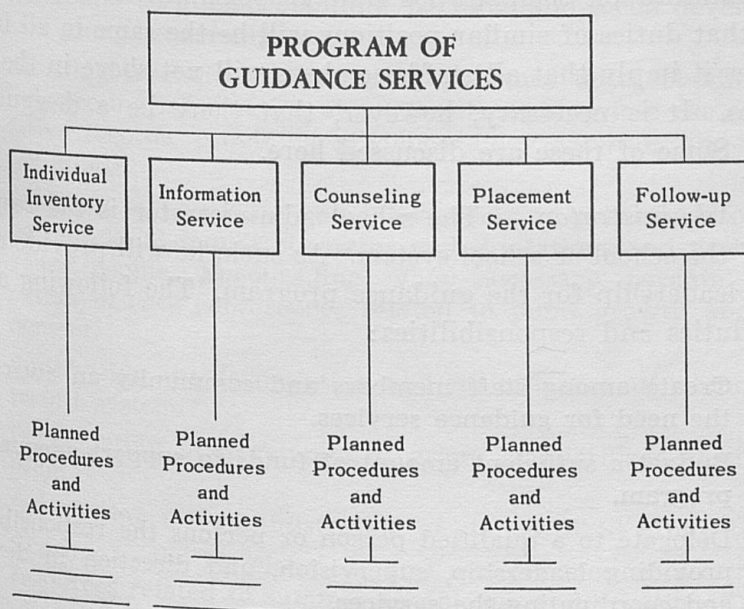 PROGRAM OF
GUIDANCE SERVICES
Individual
Inventory
Service
Information
Service
Counseling
Service
Placement
Service
Follow-up
Service
Planned
Procedures
and
Activities
Planned
Procedures
and
Activities
Planned
Procedures
and
Activities
Planned
Procedures
and
Activities
Planned
Procedures
and
Activities